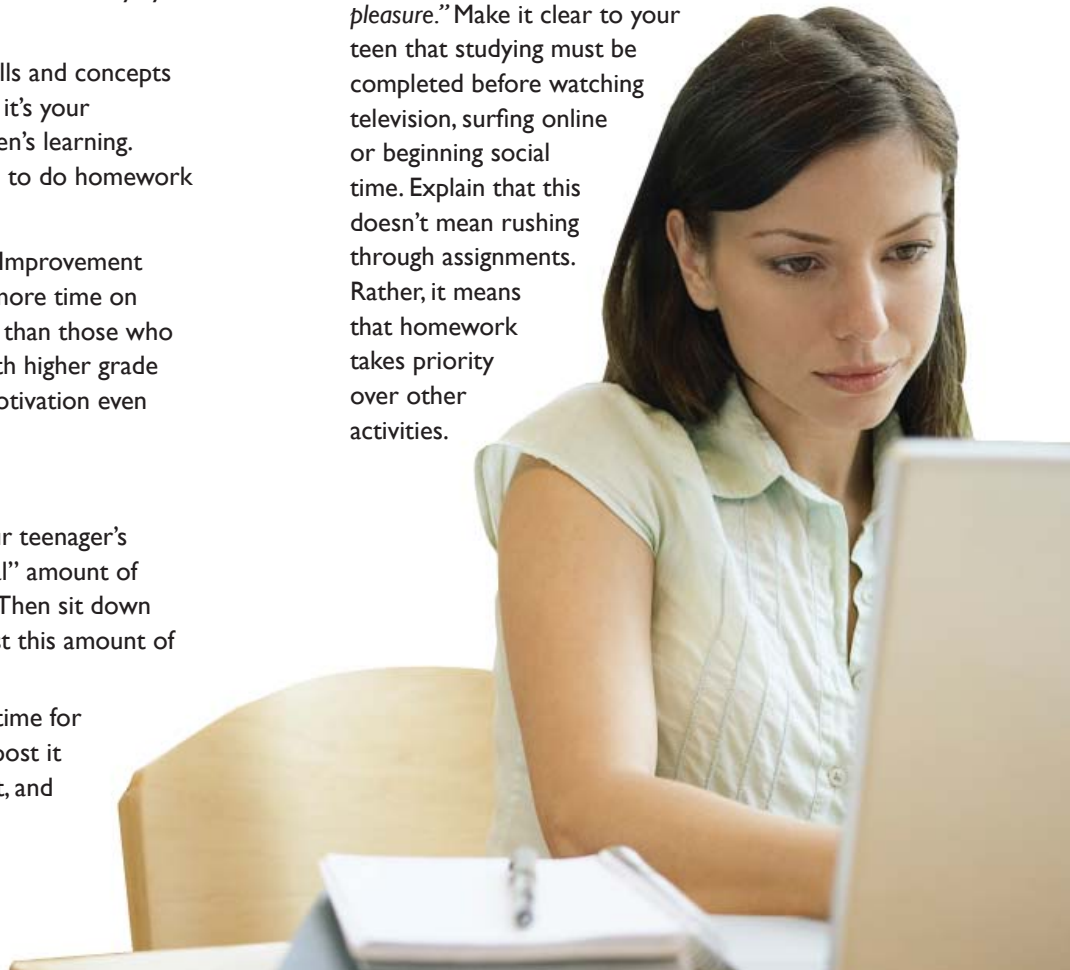 lls and concepts
it’s your
en’s learning.
to do homework
Improvement
more time on
than those who
th higher grade
otivation even
ur teenager’s
al” amount of
Then sit down
st this amount of
time for
post it
t, and
pleasure.” Make it clear to your
teen that studying must be
completed before watching
television, surfing online
or beginning social
time. Explain that this
doesn’t mean rushing
through assignments.
Rather, it means
that homework
takes priority
over other
activities.